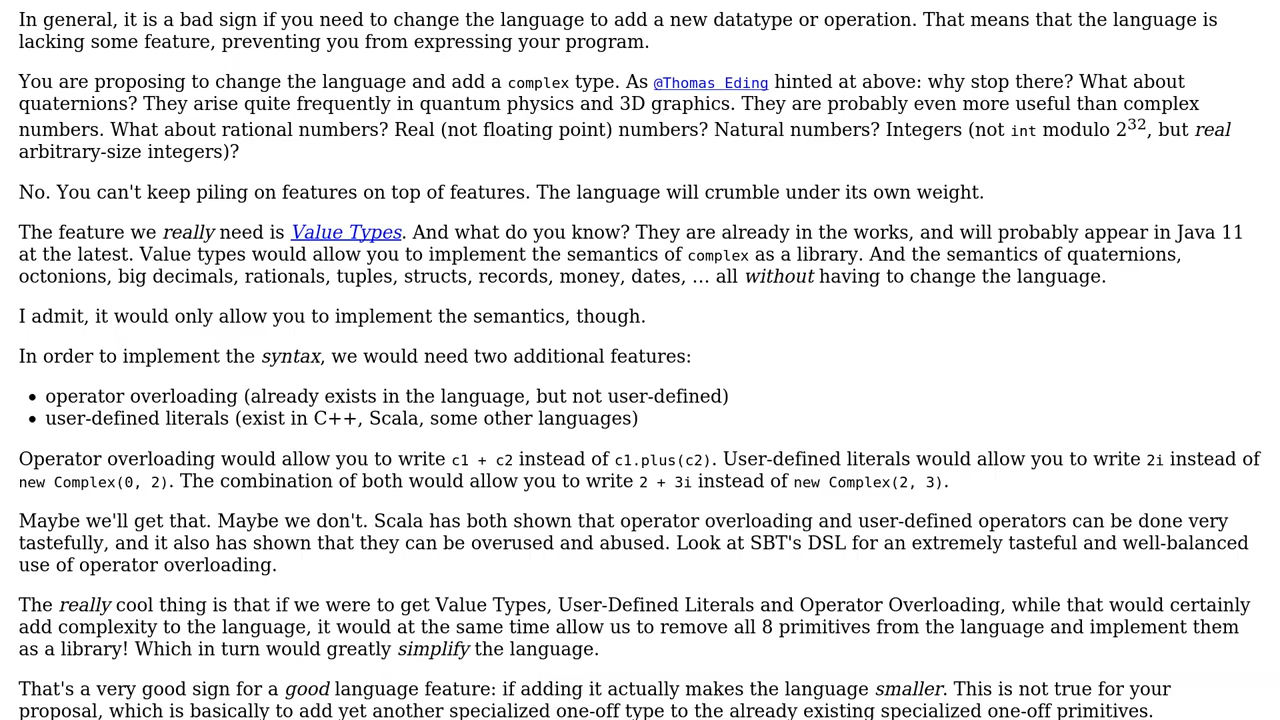 In general, it is a bad sign if you need to change the language to add a new datatype or operation. That means that the language is
lacking some feature, preventing you from expressing your program.
You are proposing to change the language and add a complex type. As @Thomas Eding hinted at above: why stop there? What about
quaternions? They arise quite frequently in quantum physics and 3D graphics. They are probably even more useful than complex
numbers. What about rational numbers? Real (not floating point) numbers? Natural numbers? Integers (not int modulo 2^32, but real
arbitrary-size integers)?
No. You can't keep piling on features on top of features. The language will crumble under its own weight.
The feature we really need is Value Types. And what do you know? They are already in the works, and will probably appear in Java 11
at the latest. Value types would allow you to implement the semantics of complex as a library. And the semantics of quaternions,
octonions, big decimals, rationals, tuples, structs, records, money, dates, … all without having to change the language.
I admit, it would only allow you to implement the semantics, though.
In order to implement the syntax, we would need two additional features:
• operator overloading (already exists in the language, but not user-defined)
• user-defined literals (exist in C++, Scala, some other languages)
Operator overloading would allow you to write c1 + c2 instead of c1.plus(c2). User-defined literals would allow you to write 2i instead of
new Complex(0, 2). The combination of both would allow you to write 2 + 3i instead of new Complex(2, 3).
Maybe we'll get that. Maybe we don't. Scala has both shown that operator overloading and user-defined operators can be done very
tastefully, and it also has shown that they can be overused and abused. Look at SBT's DSL for an extremely tasteful and well-balanced
use of operator overloading.
The really cool thing is that if we were to get Value Types, User-Defined Literals and Operator Overloading, while that would certainly
add complexity to the language, it would at the same time allow us to remove all 8 primitives from the language and implement them
as a library! Which in turn would greatly simplify the language.
That's a very good sign for a good language feature: if adding it actually makes the language smaller. This is not true for your
proposal, which is basically to add yet another specialized one-off type to the already existing specialized one-off primitives.